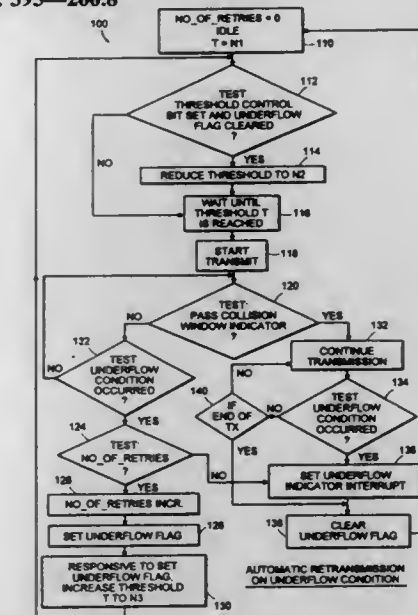 395—200.8
100
NO_OF_RETRIES = 0
IDLE
T = N1
110
112
TEST
THRESHOLD CONTROL
BIT SET AND UNDERFLOW
FLAG CLEARED
?
NO
YES
114
REDUCE THRESHOLD TO N2
WAIT UNTIL
THRESHOLD T
IS REACHED
116
START
TRANSMIT
118
120
TEST:
PASS COLLISION
WINDOW INDICATOR
?
NO
YES
132
CONTINUE
TRANSMISSION
NO
122
TEST
UNDERFLOW
CONDITION
OCCURRED
?
YES
NO
140
IF
END OF
TX
YES
NO
134
TEST
UNDERFLOW
CONDITION
OCCURRED
?
YES
124
TEST
NO_OF_RETRIES
?
NO
YES
136
SET UNDERFLOW
INDICATOR INTERRUPT
NO_OF_RETRIES INCR.
SET UNDERFLOW FLAG
128
138
CLEAR
UNDERFLOW FLAG
RESPONSIVE TO SET
UNDERFLOW FLAG,
INCREASE THRESHOLD
T TO N3
130
AUTOMATIC RETRANSMISSION
ON UNDERFLOW CONDITION